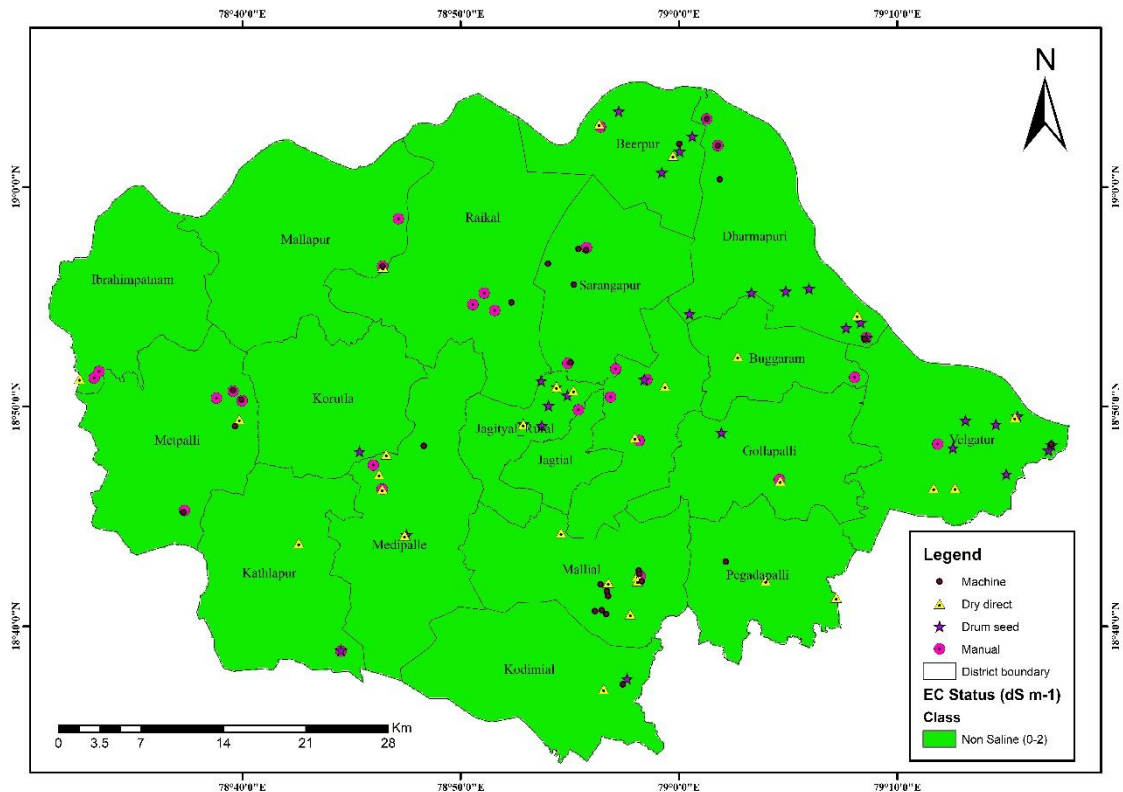 78°40'0"E 78°50'0"E 79°0'0"E 79°10'0"E
N
Beerpur
19°0'0"N 19°0'0"N
Raikal
Mallapur
Dharmapuri
Ibrahimpatnam
Sarangapur
Buggaram
18°50'0"N 18°50'0"N
Korutla
Metpalli
Jagityal_Rural
Velgatur
Gollapalli
Jagtial
Medipalle
Mallial
Kathlapur
Pegadapalli
18°40'0"N 18°40'0"N
Kodimial
Legend
Machine
Dry direct
Drum seed
Manual
District boundary
EC Status (dS m-1)
Class
Non Saline (0-2)
Km
0 3.5 7 14 21 28
78°40'0"E 78°50'0"E 79°0'0"E 79°10'0"E